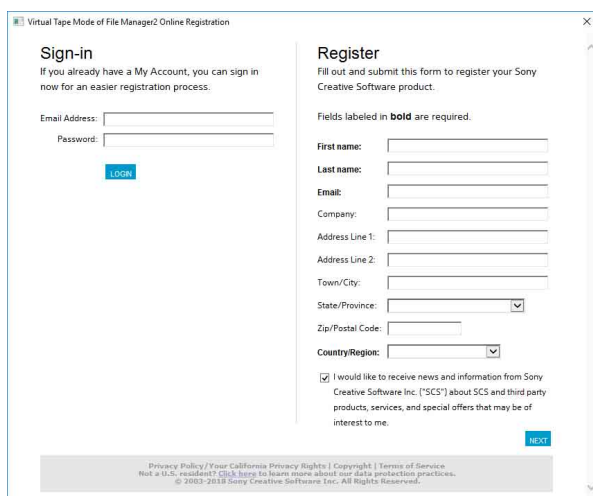 Virtual Tape Mode of File Manager2 Online Registration
Sign-in
If you already have a My Account, you can sign in
now for an easier registration process.
Email Address:
Password:
LOGIN
Register
Fill out and submit this form to register your Sony
Creative Software product.
Fields labeled in bold are required.
First name:
Last name:
Email:
Company:
Address Line 1:
Address Line 2:
Town/City:
State/Province:
Zip/Postal Code:
Country/Region:
I would like to receive news and information from Sony
Creative Software Inc. ["SCS"] about SCS and third party
products, services, and special offers that may be of
interest to me.
NEXT
Privacy Policy/Your California Privacy Rights | Copyright | Terms of Service
Not a U.S. resident? Click here to learn more about our data protection practices.
© 2003-2018 Sony Creative Software Inc. All Rights Reserved.